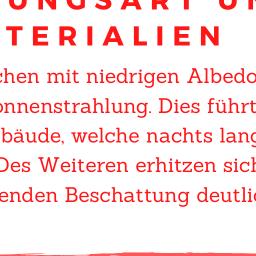 UNGSART UN
TERIALIEN
chen mit niedrigen Albedo
onnenstrahlung. Dies führt
bäude, welche nachts lang
Des Weiteren erhitzen sich
enden Beschattung deutlic